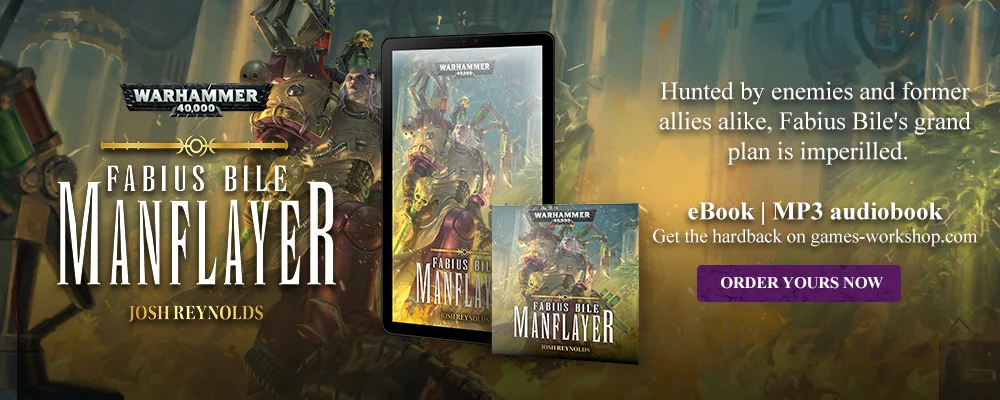 WARHAMMER
40,000
FABIUS BILE
MANFLAYER
JOSH REYNOLDS
WARHAMMER
40,000
FABIUS BILE
MANFLAYER
JOSH REYNOLDS
WARHAMMER
40,000
FABIUS BILE
MANFLAYER
JOSH REYNOLDS
Hunted by enemies and former
allies alike, Fabius Bile's grand
plan is imperilled.
eBook | MP3 audiobook
Get the hardback on games-workshop.com
ORDER YOURS NOW